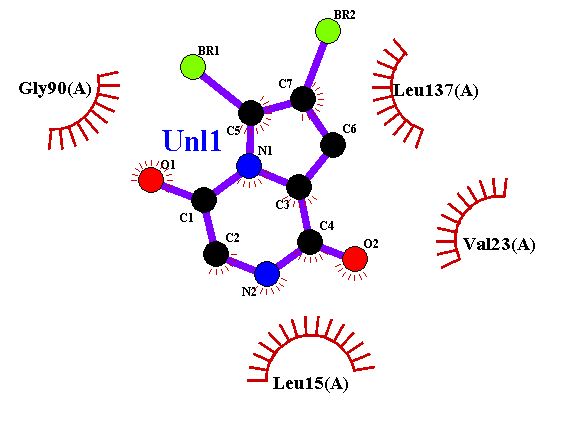 BR2
BR1
Gly90(A)
C7
Leu137(A)
C5
C6
Unl1
N1
O1
C3
C1
C4
C2
O2
Val23(A)
N2
Leu15(A)